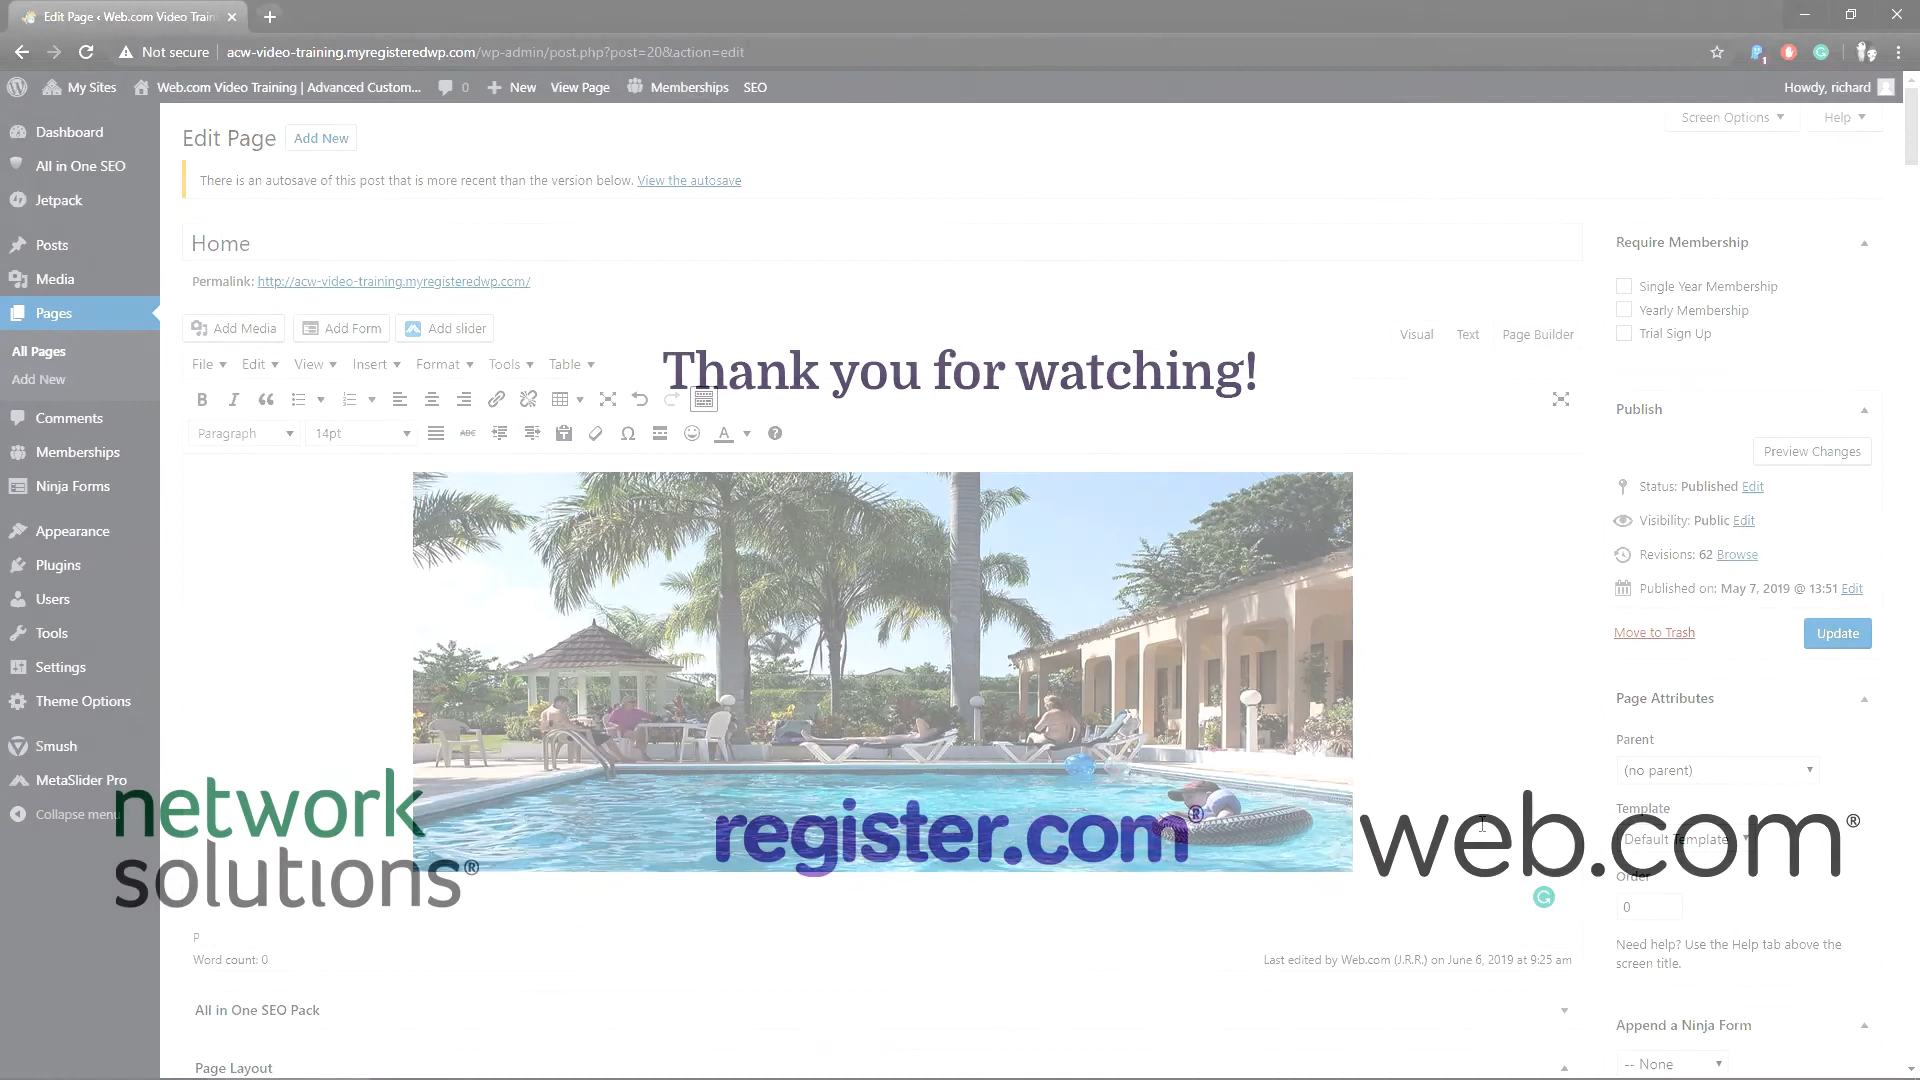 Edit Page ‹ Web.com Video Train
Not secure
acw-video-training.myregisteredwp.com/wp-admin/post.php?post=20&action=edit
1
My Sites
Web.com Video Training | Advanced Custom...
0
New
View Page
Memberships
SEO
Howdy, richard
Dashboard
All in One SEO
Jetpack
Posts
Media
Pages
All Pages
Add New
Comments
Memberships
Ninja Forms
Appearance
Plugins
Users
Tools
Settings
Theme Options
Smush
MetaSlider Pro
Collapse menu
Edit Page
Add New
Screen Options
Help
There is an autosave of this post that is more recent than the version below. View the autosave
Home
Permalink: http://acw-video-training.myregisteredwp.com/
Add Media
Add Form
Add slider
Visual
Text
Page Builder
File
Edit
View
Insert
Format
Tools
Table
Thank you for watching!
Paragraph
14pt
ABC
network
solutions®
register.com®
web.com®
P
Word count: 0
Last edited by Web.com (J.R.R.) on June 6, 2019 at 9:25 am
All in One SEO Pack
Page Layout
Require Membership
Single Year Membership
Yearly Membership
Trial Sign Up
Publish
Preview Changes
Status: Published Edit
Visibility: Public Edit
Revisions: 62 Browse
Published on: May 7, 2019 @ 13:51 Edit
Move to Trash
Update
Page Attributes
Parent
(no parent)
Template
Default Template
Order
0
Need help? Use the Help tab above the
screen title.
Append a Ninja Form
-- None